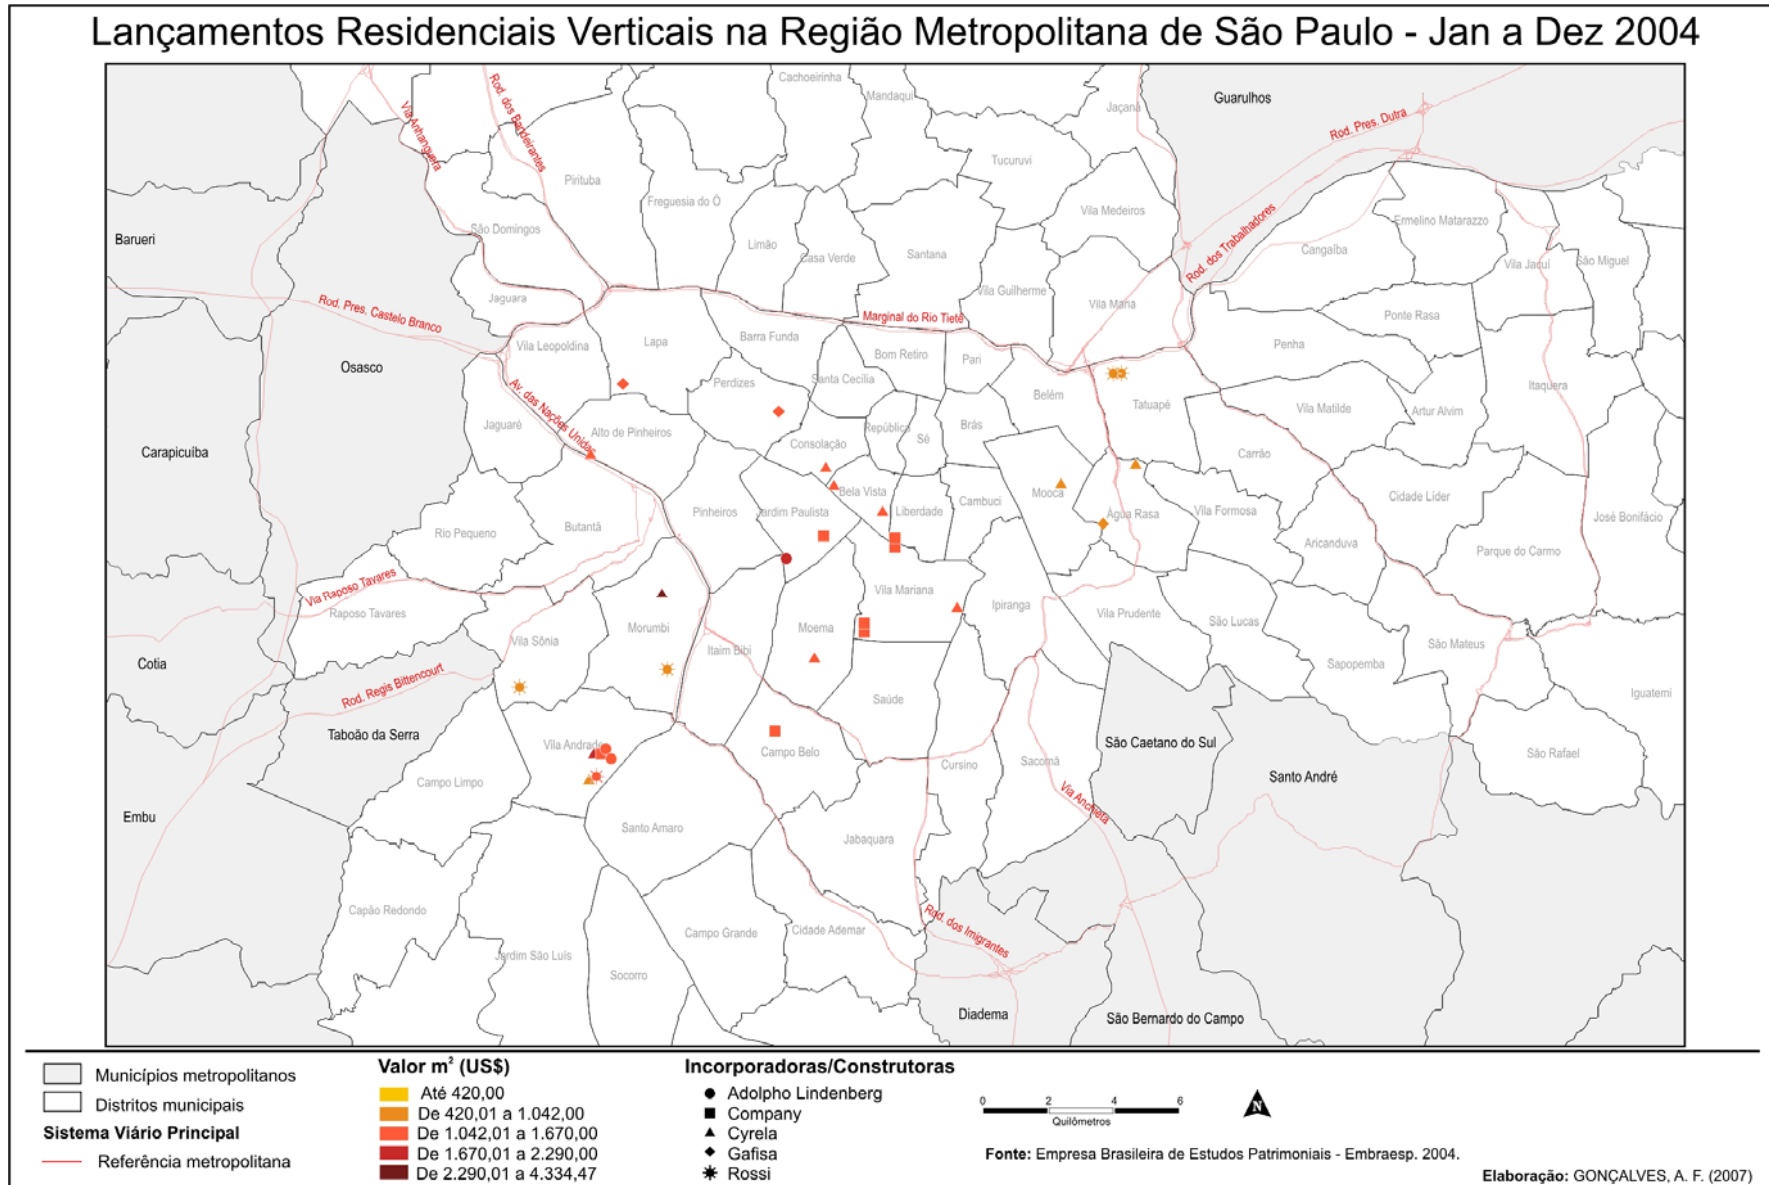 Lançamentos Residenciais Verticais na Região Metropolitana de São Paulo - Jan a Dez 2004
Cachoeirinha
Mandaqui
Jaçanã
Guarulhos
Rod. Pres. Dutra
Via Anhanguera
Rod. dos Bandeirantes
Tucuruvi
Pirituba
Freguesia do Ó
Vila Medeiros
Ermelino Matarazzo
São Domingos
Barueri
Limão
Casa Verde
Santana
Cangaíba
Vila Jacuí
São Miguel
Rod. dos Trabalhadores
Jaguara
Vila Guilherme
Vila Maria
Rod. Pres. Castelo Branco
Marginal do Rio Tietê
Ponte Rasa
Vila Leopoldina
Lapa
Barra Funda
Bom Retiro
Pari
Penha
Osasco
Perdizes
Santa Cecília
Belém
Tatuapé
Vila Matilde
Artur Alvim
Itaquera
Av. das Nações Unidas
Jaguaré
Alto de Pinheiros
Consolação
República
Sé
Brás
Carapicuíba
Carrão
Mooca
Bela Vista
Cambuci
Cidade Líder
Rio Pequeno
Butantã
Pinheiros
Jardim Paulista
Liberdade
Água Rasa
Vila Formosa
José Bonifácio
Aricanduva
Parque do Carmo
Via Raposo Tavares
Raposo Tavares
Vila Mariana
Ipiranga
Vila Prudente
São Lucas
Vila Sônia
Morumbi
Itaim Bibi
Moema
São Mateus
Cotia
Sapopemba
Rod. Regis Bittencourt
Saúde
Iguatemi
Taboão da Serra
Vila Andrade
Campo Belo
Cursino
Sacomã
São Caetano do Sul
Santo André
São Rafael
Campo Limpo
Via Anchieta
Embu
Santo Amaro
Jabaquara
Capão Redondo
Campo Grande
Cidade Ademar
Rod. dos Imigrantes
Jardim São Luís
Socorro
Diadema
São Bernardo do Campo
Municípios metropolitanos
Distritos municipais
Sistema Viário Principal
Referência metropolitana
Valor m² (US$)
Até 420,00
De 420,01 a 1.042,00
De 1.042,01 a 1.670,00
De 1.670,01 a 2.290,00
De 2.290,01 a 4.334,47
Incorporadoras/Construtoras
Adolpho Lindenberg
Company
Cyrela
Gafisa
Rossi
0 2 4 6
Quilômetros
N
Fonte: Empresa Brasileira de Estudos Patrimoniais - Embraesp. 2004.
Elaboração: GONÇALVES, A. F. (2007)